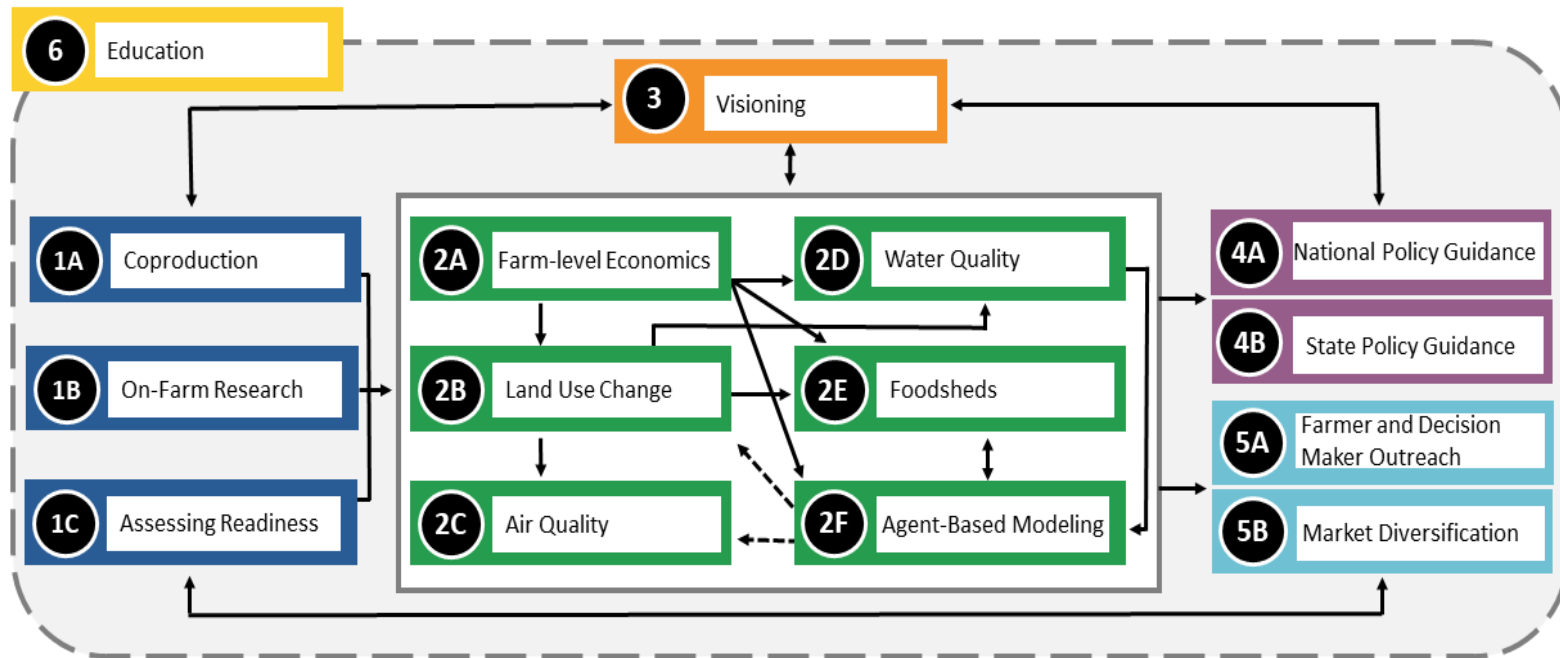 6 Education
3 Visioning
1A Coproduction
1B On-Farm Research
1C Assessing Readiness
2A Farm-level Economics
2B Land Use Change
2C Air Quality
2D Water Quality
2E Foodsheds
2F Agent-Based Modeling
4A National Policy Guidance
4B State Policy Guidance
5A Farmer and Decision
Maker Outreach
5B Market Diversification